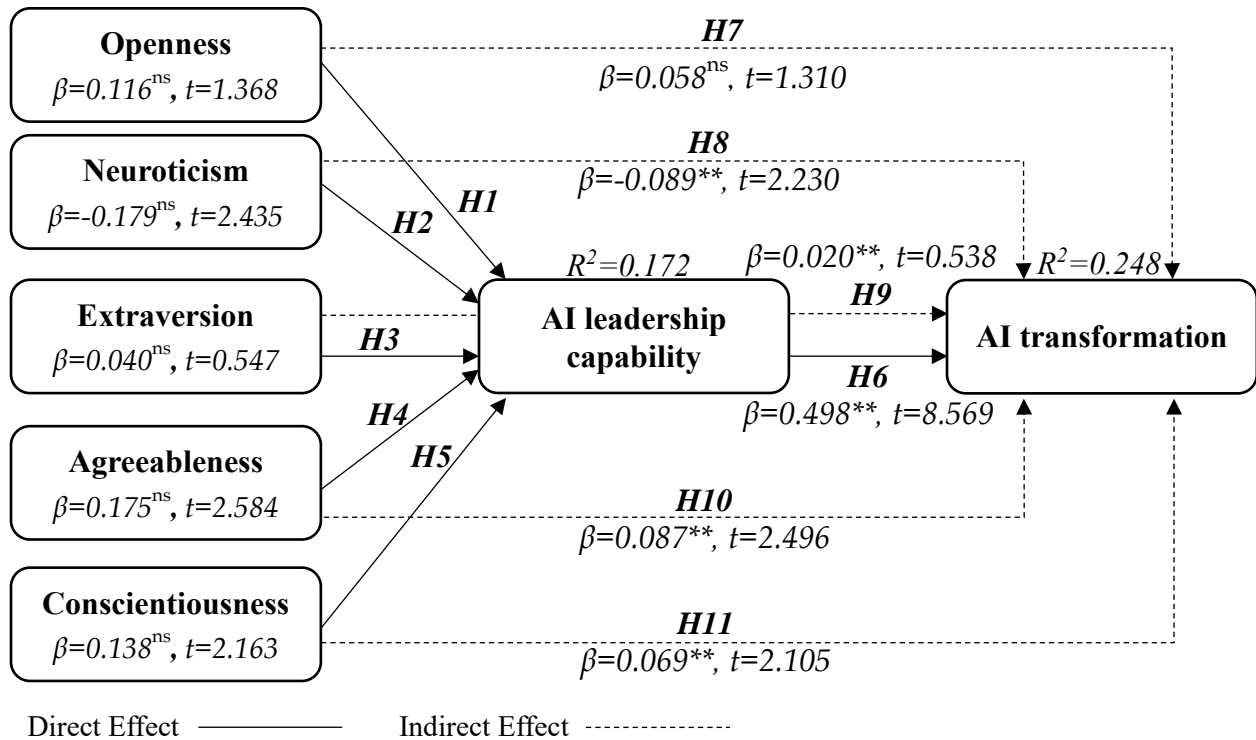 Openness
β=0.116ns, t=1.368
H7
β=0.058ns, t=1.310
Neuroticism
β=-0.179ns, t=2.435
H8
β=-0.089**, t=2.230
H1
H2
Extraversion
β=0.040ns, t=0.547
H3
R2=0.172
AI leadership
capability
β=0.020**, t=0.538
H9
H6
β=0.498**, t=8.569
R2=0.248
AI transformation
Agreeableness
β=0.175ns, t=2.584
H4
H5
H10
β=0.087**, t=2.496
Conscientiousness
β=0.138ns, t=2.163
H11
β=0.069**, t=2.105
Direct Effect
Indirect Effect